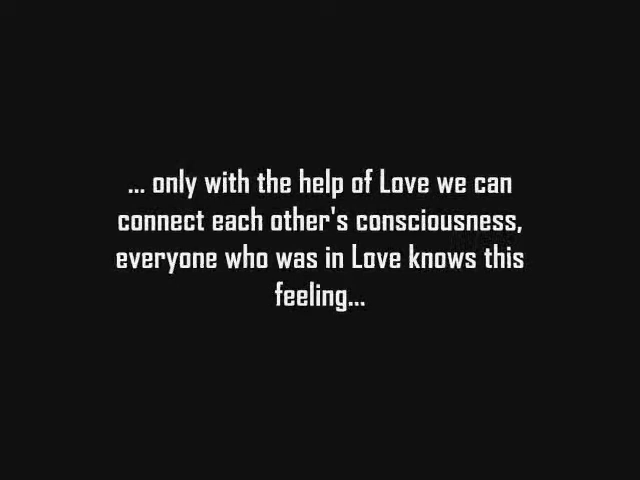 ... only with the help of Love we can
connect each other's consciousness,
everyone who was in Love knows this
feeling...